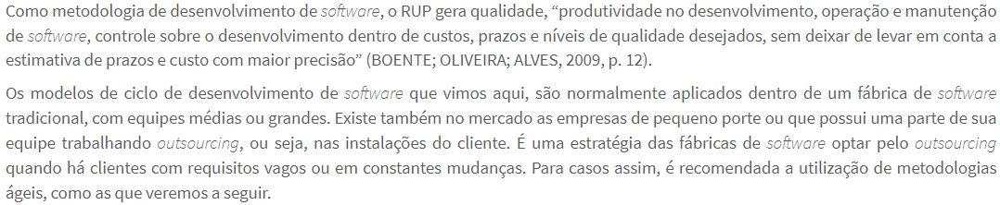 Como metodologia de desenvolvimento de software, o RUP gera qualidade, “produtividade no desenvolvimento, operação e manutenção
de software, controle sobre o desenvolvimento dentro de custos, prazos e níveis de qualidade desejados, sem deixar de levar em conta a
estimativa de prazos e custo com maior precisão” (BOENTE; OLIVEIRA; ALVES, 2009, p. 12).
Os modelos de ciclo de desenvolvimento de software que vimos aqui, são normalmente aplicados dentro de um fábrica de software
tradicional, com equipes médias ou grandes. Existe também no mercado as empresas de pequeno porte ou que possui uma parte de sua
equipe trabalhando outsourcing, ou seja, nas instalações do cliente. É uma estratégia das fábricas de software optar pelo outsourcing
quando há clientes com requisitos vagos ou em constantes mudanças. Para casos assim, é recomendada a utilização de metodologias
ágeis, como as que veremos a seguir.